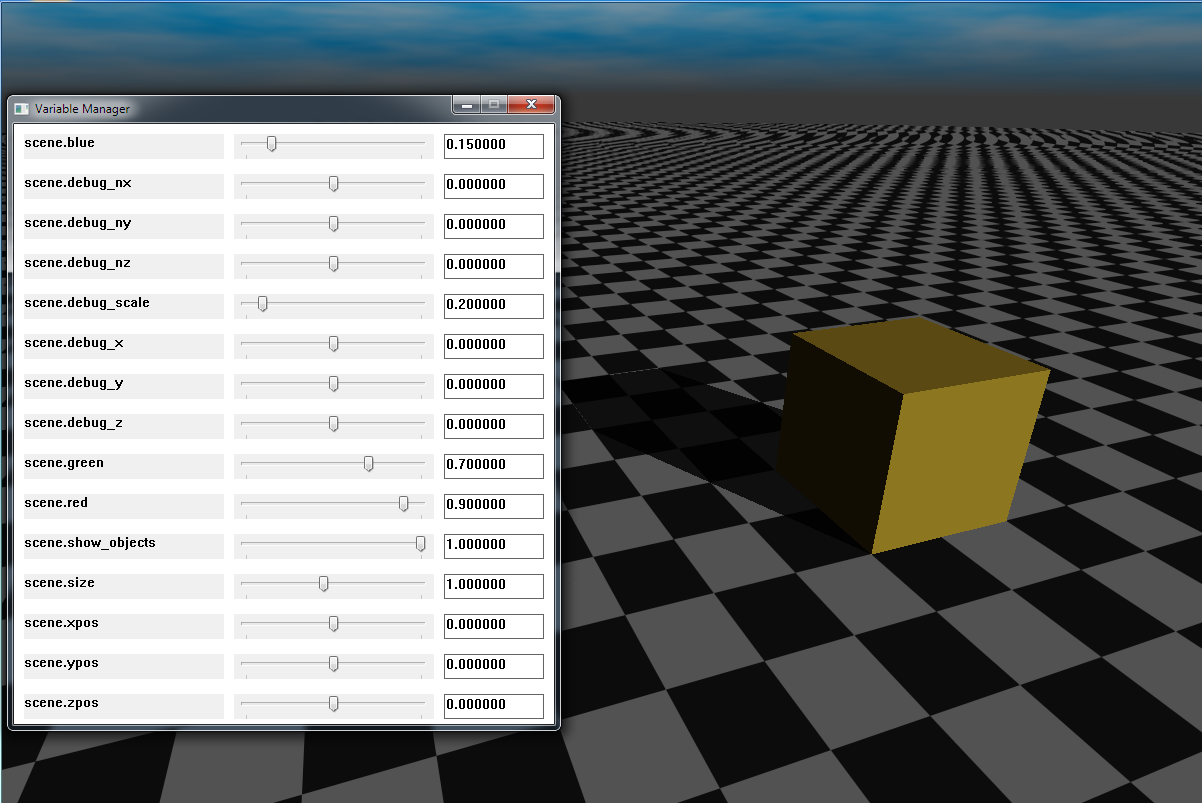 Variable Manager
scene.blue 0.150000
scene.debug_nx 0.000000
scene.debug_ny 0.000000
scene.debug_nz 0.000000
scene.debug_scale 0.200000
scene.debug_x 0.000000
scene.debug_y 0.000000
scene.debug_z 0.000000
scene.green 0.700000
scene.red 0.900000
scene.show_objects 1.000000
scene.size 1.000000
scene.xpos 0.000000
scene.ypos 0.000000
scene.zpos 0.000000